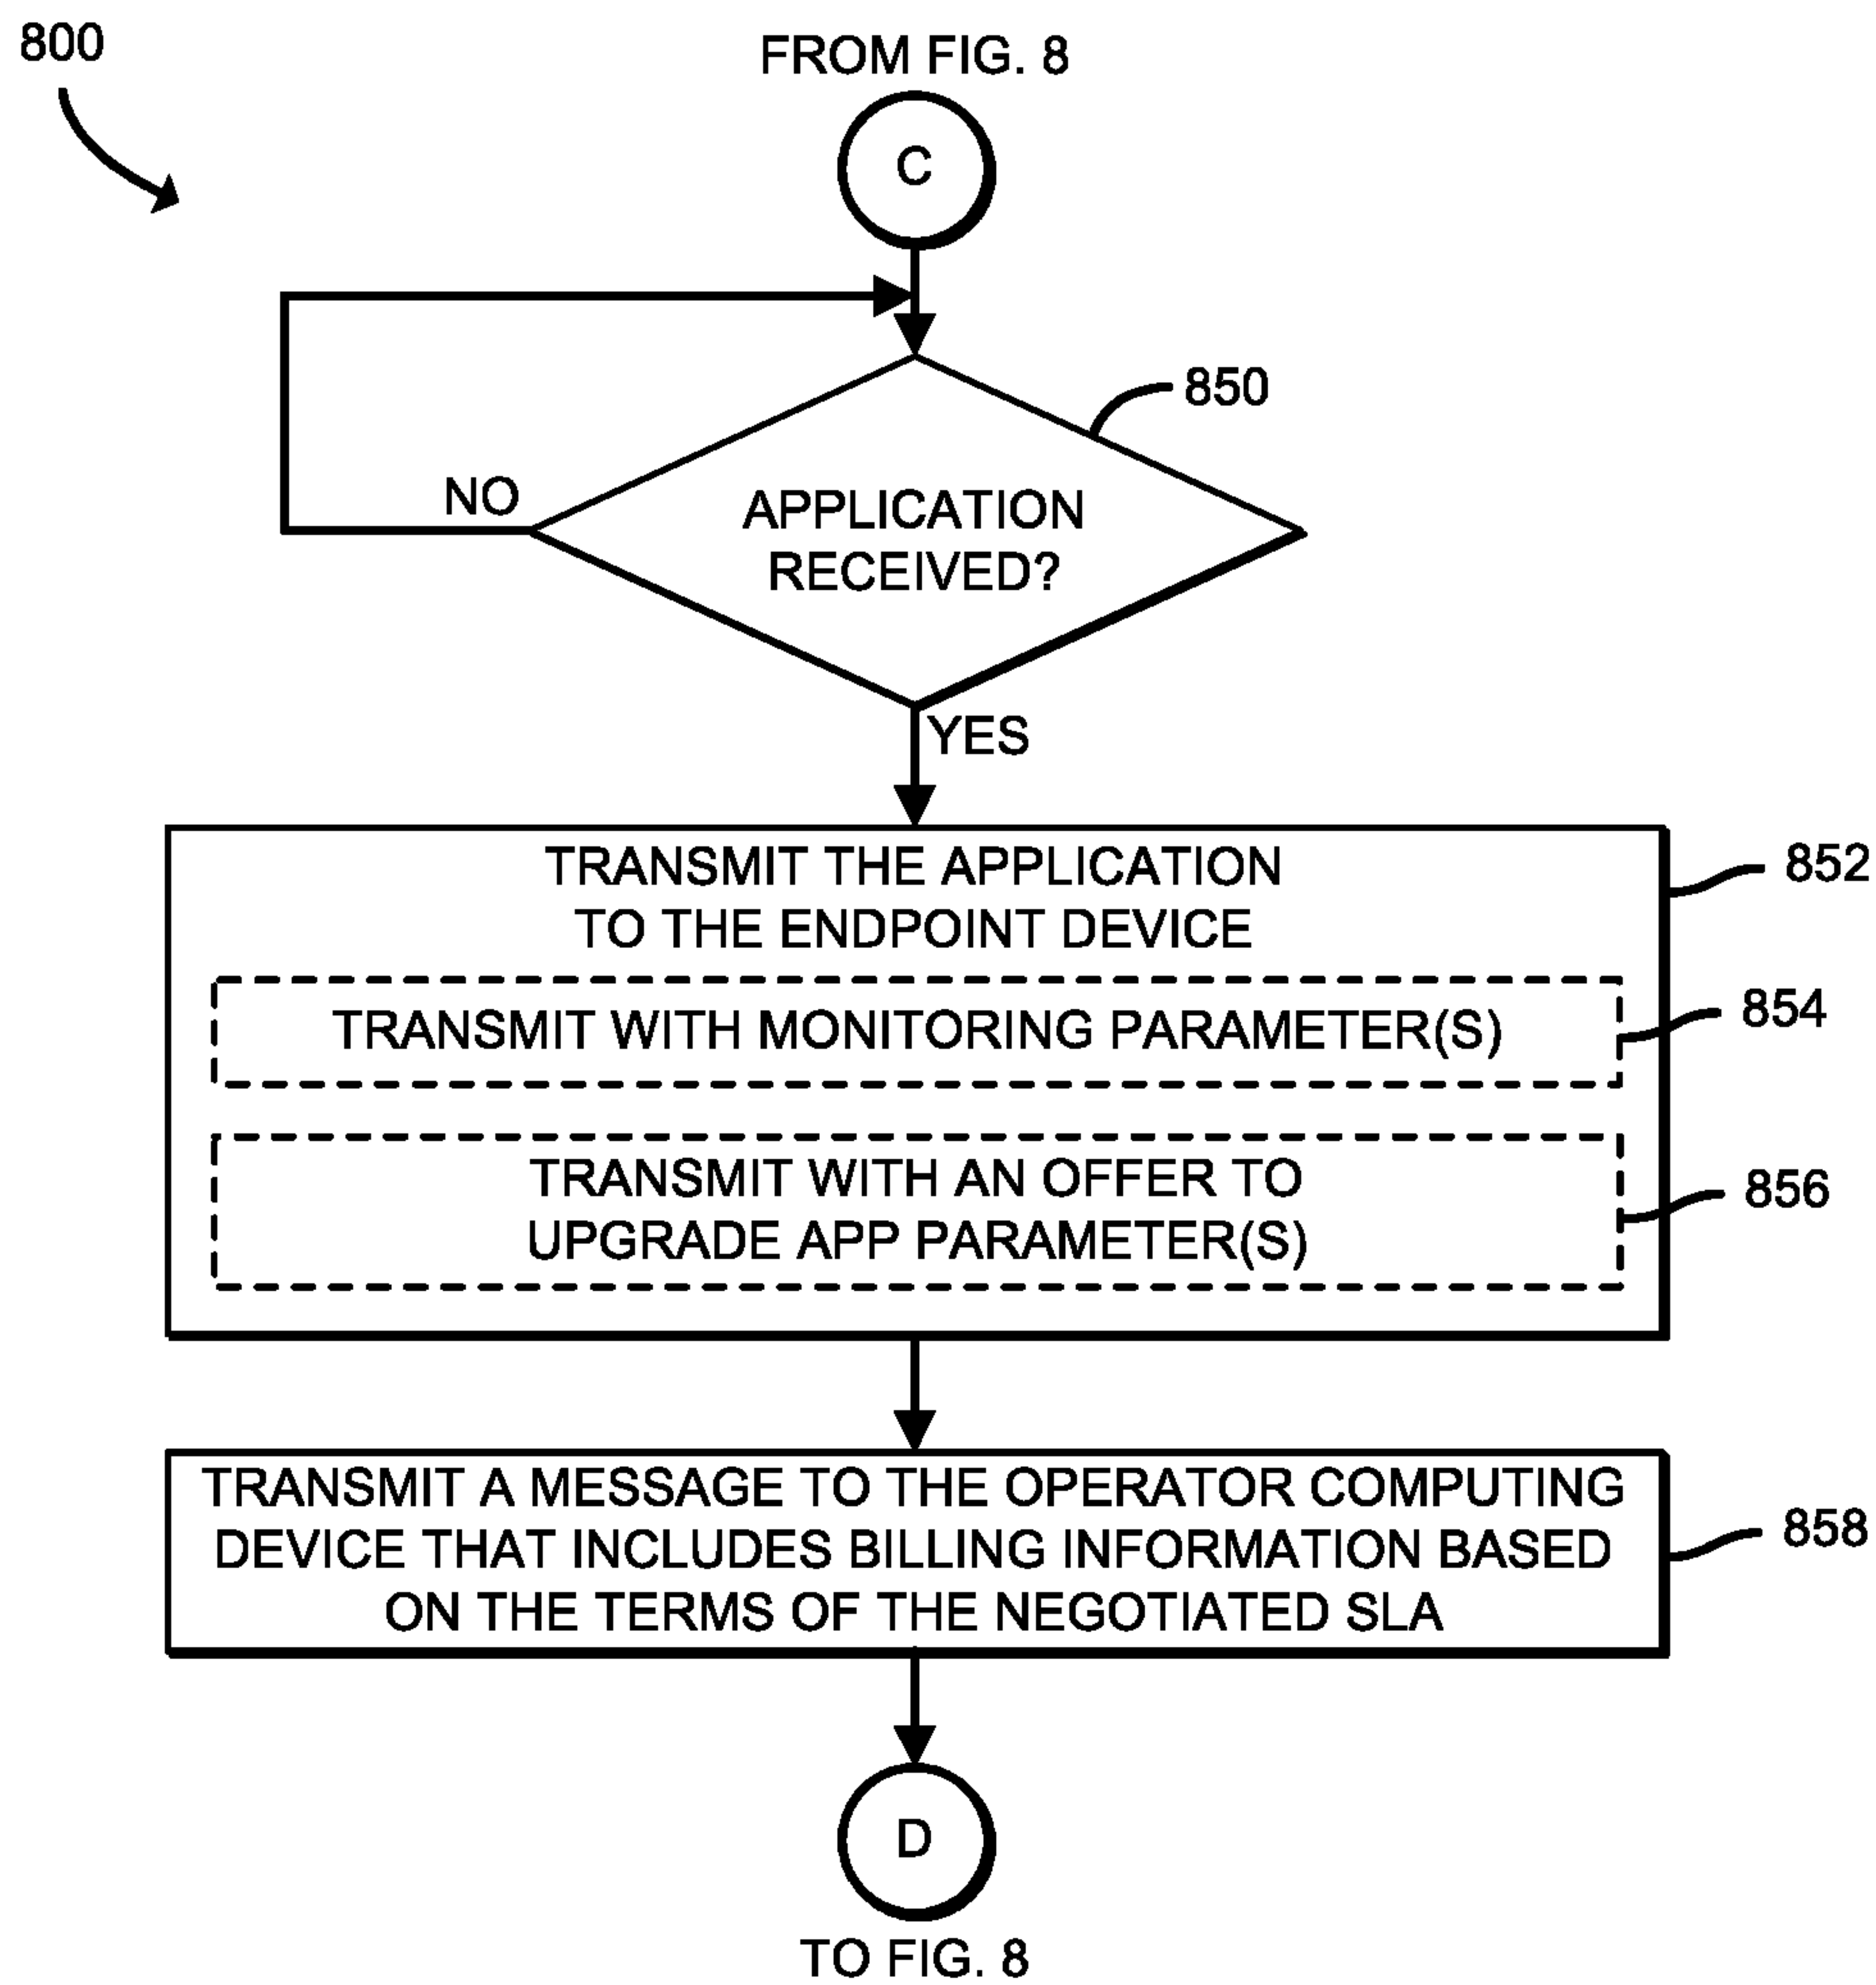 800
FROM FIG. 8
C
850
NO
APPLICATION
RECEIVED?
YES
TRANSMIT THE APPLICATION
TO THE ENDPOINT DEVICE
852
TRANSMIT WITH MONITORING PARAMETER(S)
854
TRANSMIT WITH AN OFFER TO
UPGRADE APP PARAMETER(S)
856
TRANSMIT A MESSAGE TO THE OPERATOR COMPUTING
DEVICE THAT INCLUDES BILLING INFORMATION BASED
ON THE TERMS OF THE NEGOTIATED SLA
858
D
TO FIG. 8